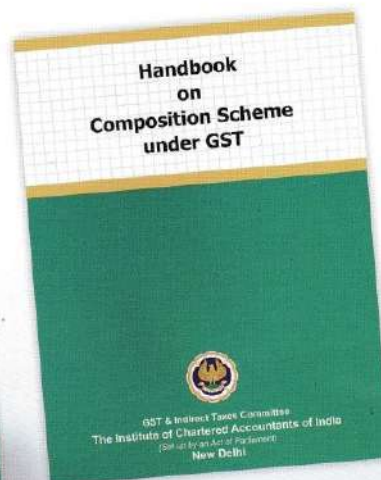 Handbook
on
Composition Scheme
under GST
GST & Indirect Taxes Committee
The Institute of Chartered Accountants of India
(Set up by an Act of Parliament)
New Delhi